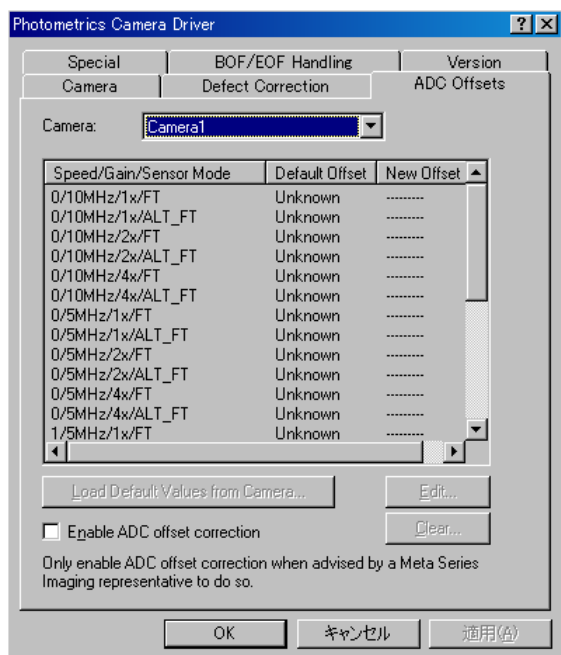 Photometrics Camera Driver
Special BOF/EOF Handling Version
Camera Defect Correction ADC Offsets
Camera: Camera1
Speed/Gain/Sensor Mode Default Offset New Offset
0/10MHz/1x/FT Unknown ---------
0/10MHz/1x/ALT_FT Unknown ---------
0/10MHz/2x/FT Unknown ---------
0/10MHz/2x/ALT_FT Unknown ---------
0/10MHz/4x/FT Unknown ---------
0/10MHz/4x/ALT_FT Unknown ---------
0/5MHz/1x/FT Unknown ---------
0/5MHz/1x/ALT_FT Unknown ---------
0/5MHz/2x/FT Unknown ---------
0/5MHz/2x/ALT_FT Unknown ---------
0/5MHz/4x/FT Unknown ---------
0/5MHz/4x/ALT_FT Unknown ---------
1/5MHz/1x/FT Unknown ---------
Load Default Values from Camera... Edit...
Enable ADC offset correction Clear...
Only enable ADC offset correction when advised by a Meta Series
Imaging representative to do so.
OK キャンセル 適用(A)